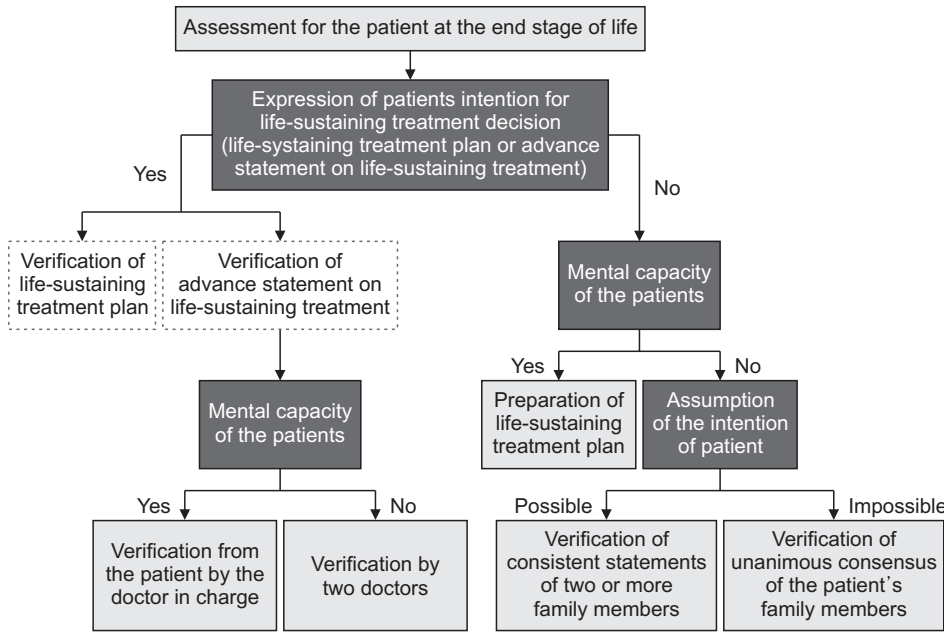 Assessment for the patient at the end stage of life
Expression of patients intention for
life-sustaining treatment decision
(life-systaining treatment plan or advance
statement on life-sustaining treatment)
Yes
No
Verification of
life-sustaining
treatment plan
Verification of
advance statement on
life-sustaining treatment
Mental capacity
of the patients
Yes
No
Preparation of
life-sustaining
treatment plan
Assumption
of the intention
of patient
Mental capacity
of the patients
Yes
No
Possible
Impossible
Verification from
the patient by the
doctor in charge
Verification by
two doctors
Verification of
consistent statements
of two or more
family members
Verification of
unanimous consensus
of the patient's
family members